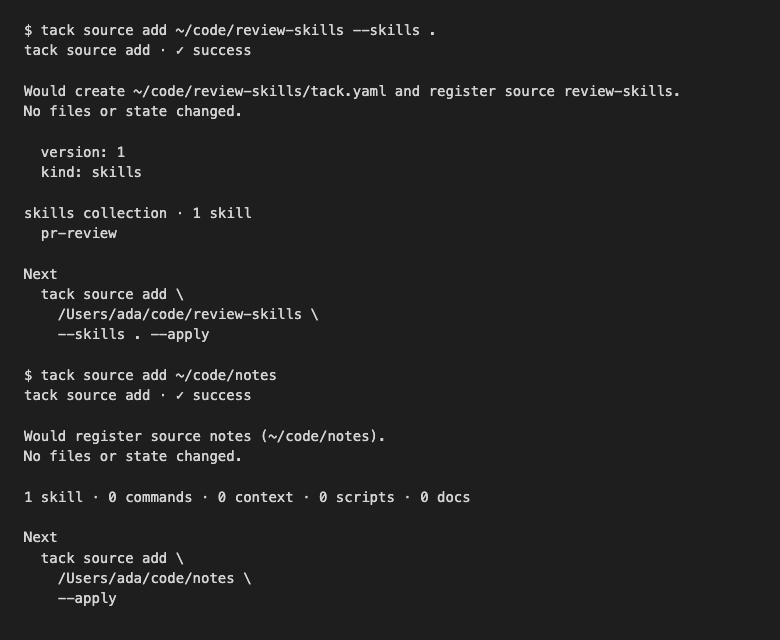 $ tack source add ~/code/review-skills --skills .
tack source add · ✓ success
Would create ~/code/review-skills/tack.yaml and register source review-skills.
No files or state changed.
version: 1
kind: skills
skills collection · 1 skill
pr-review
Next
tack source add \
/Users/ada/code/review-skills \
--skills . --apply
$ tack source add ~/code/notes
tack source add · ✓ success
Would register source notes (~/code/notes).
No files or state changed.
1 skill · 0 commands · 0 context · 0 scripts · 0 docs
Next
tack source add \
/Users/ada/code/notes \
--apply